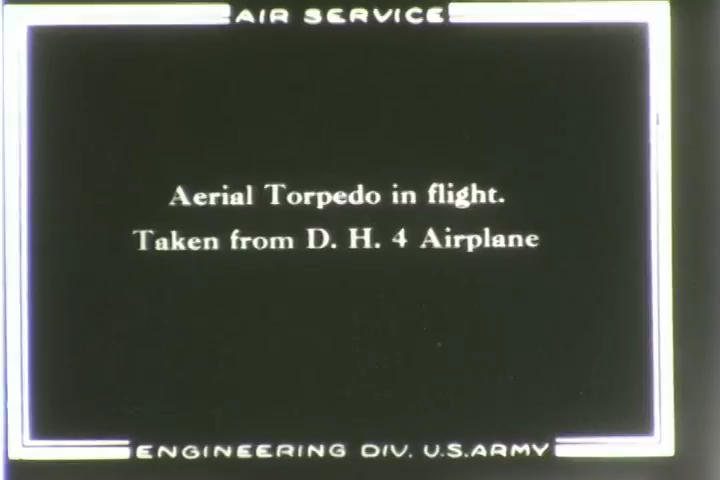 AIR SERVICE
Aerial Torpedo in flight.
Taken from D. H. 4 Airplane
ENGINEERING DIV. U.S.ARMY